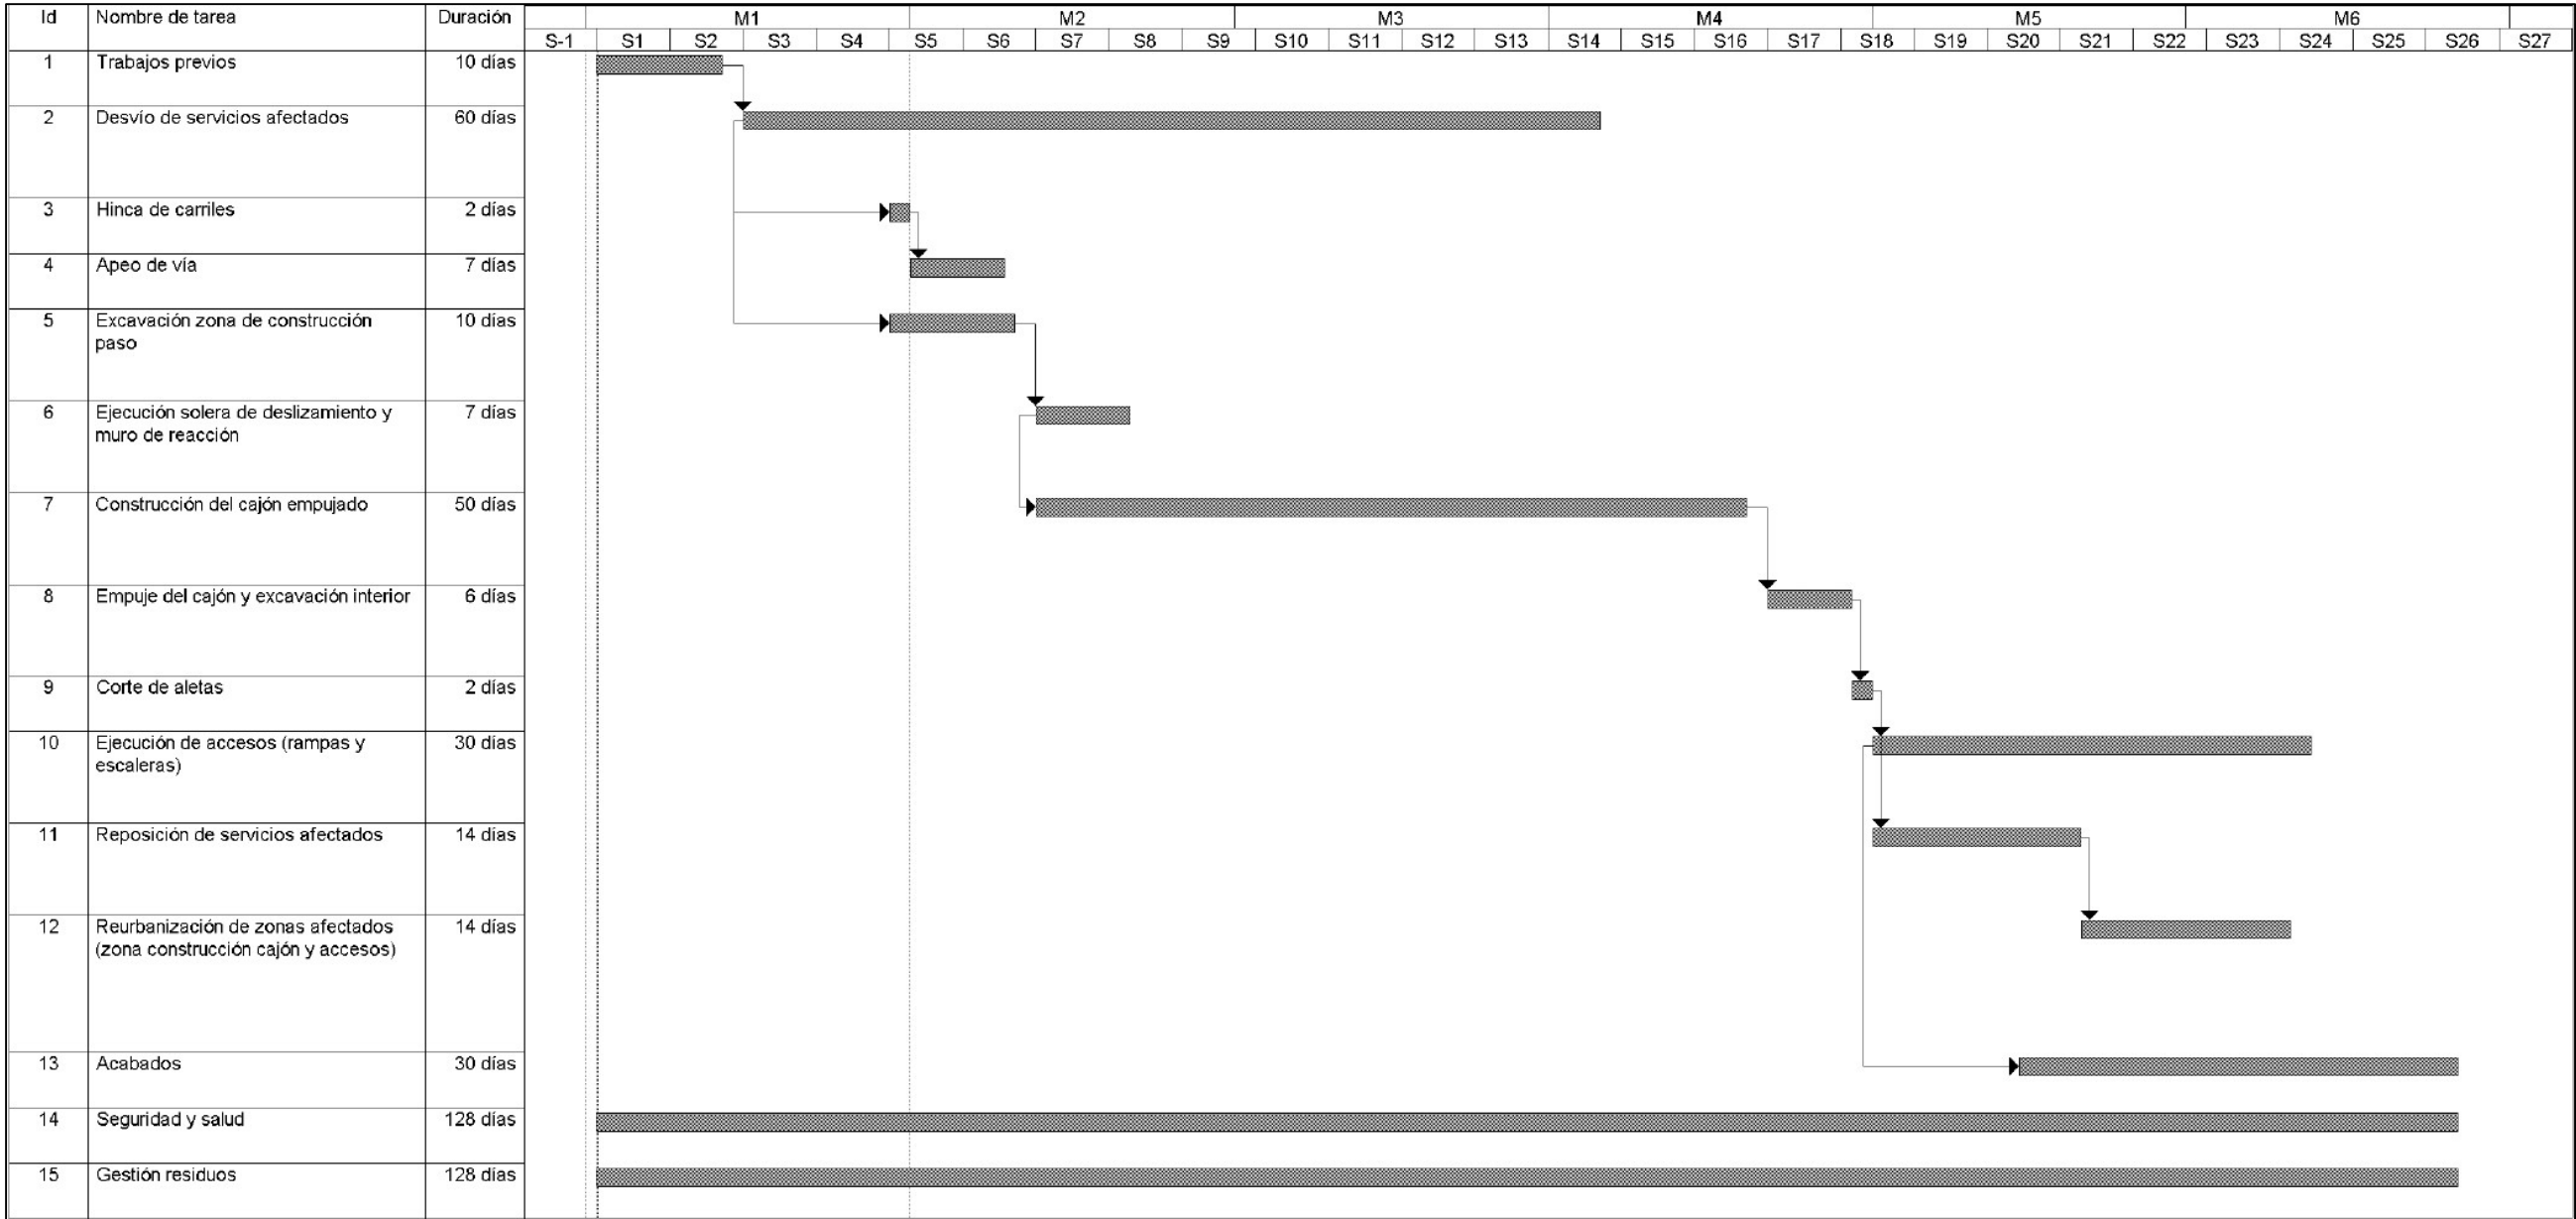 Id Nombre de tarea Duración M1 M2 M3 M4 M5 M6
S-1 S1 S2 S3 S4 S5 S6 S7 S8 S9 S10 S11 S12 S13 S14 S15 S16 S17 S18 S19 S20 S21 S22 S23 S24 S25 S26 S27
1 Trabajos previos 10 días
2 Desvío de servicios afectados 60 días
3 Hinca de carriles 2 días
4 Apeo de vía 7 días
5 Excavación zona de construcción 10 días
paso
6 Ejecución solera de deslizamiento y 7 días
muro de reacción
7 Construcción del cajón empujado 50 días
8 Empuje del cajón y excavación interior 6 días
9 Corte de aletas 2 días
10 Ejecución de accesos (rampas y 30 días
escaleras)
11 Reposición de servicios afectados 14 días
12 Reurbanización de zonas afectados 14 días
(zona construcción cajón y accesos)
13 Acabados 30 días
14 Seguridad y salud 128 días
15 Gestión residuos 128 días